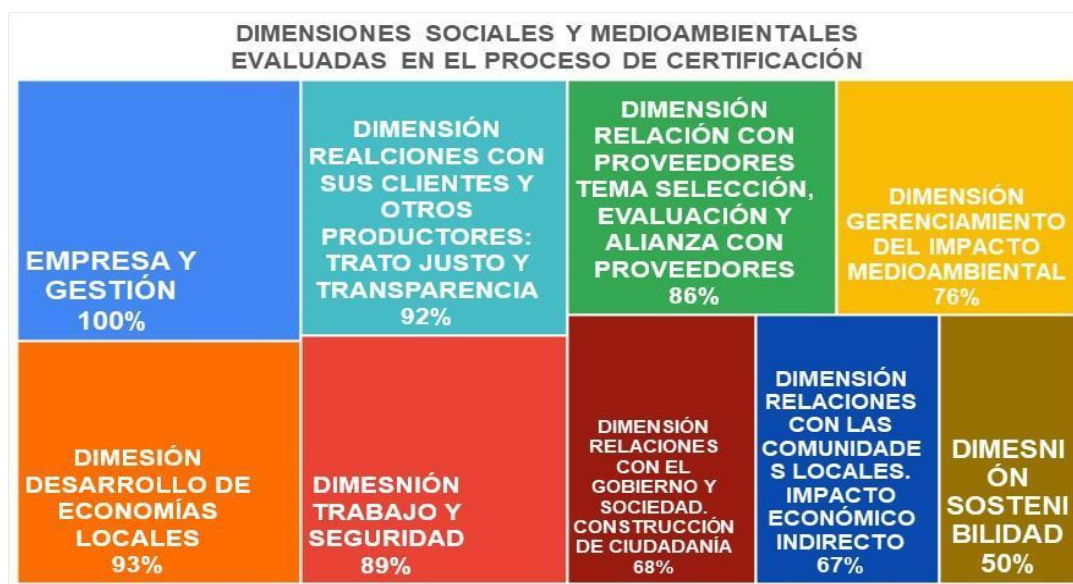 DIMENSIONES SOCIALES Y MEDIOAMBIENTALES
EVALUADAS EN EL PROCESO DE CERTIFICACIÓN
EMPRESA Y
GESTIÓN
100%
DIMENSIÓN
REALCIONES CON
SUS CLIENTES Y
OTROS
PRODUCTORES:
TRATO JUSTO Y
TRANSPARENCIA
92%
DIMENSIÓN
RELACIÓN CON
PROVEEDORES
TEMA SELECCIÓN,
EVALUACIÓN Y
ALIANZA CON
PROVEEDORES
86%
DIMENSIÓN
GERENCIAMIENTO
DEL IMPACTO
MEDIOAMBIENTAL
76%
DIMESIÓN
DESARROLLO DE
ECONOMÍAS
LOCALES
93%
DIMESNIÓN
TRABAJO Y
SEGURIDAD
89%
DIMENSIÓN
RELACIONES
CON EL
GOBIERNO Y
SOCIEDAD.
CONSTRUCCIÓN
DE CIUDADANÍA
68%
DIMENSIÓN
RELACIONES
CON LAS
COMUNIDADE
S LOCALES.
IMPACTO
ECONÓMICO
INDIRECTO
67%
DIMESNI
ÓN
SOSTENI
BILIDAD
50%